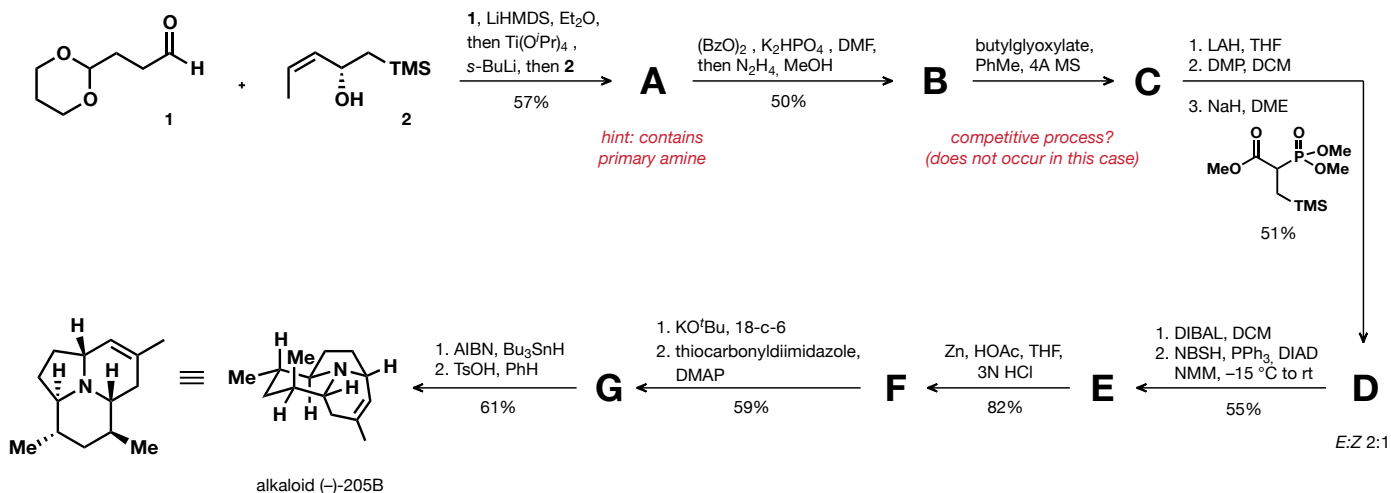 O
O
O
H
1
+
TMS
OH
2
1, LiHMDS, Et₂O,
then Ti(OⁱPr)₄ ,
s-BuLi, then 2
57%
A
hint: contains
primary amine
(BzO)₂ , K₂HPO₄ , DMF,
then N₂H₄, MeOH
50%
B
competitive process?
(does not occur in this case)
butylglyoxylate,
PhMe, 4A MS
C
1. LAH, THF
2. DMP, DCM
3. NaH, DME
O
O
MeO
P
OMe
OMe
TMS
51%
D
E:Z 2:1
1. DIBAL, DCM
2. NBSH, PPh₃, DIAD
NMM, –15 °C to rt
55%
E
Zn, HOAc, THF,
3N HCl
82%
F
1. KOᵗBu, 18-c-6
2. thiocarbonyldiimidazole,
DMAP
59%
G
1. AIBN, Bu₃SnH
2. TsOH, PhH
61%
H
Me
Me
N
H
H
H
H
alkaloid (–)-205B
≡
H
H
H
N
Me
Me